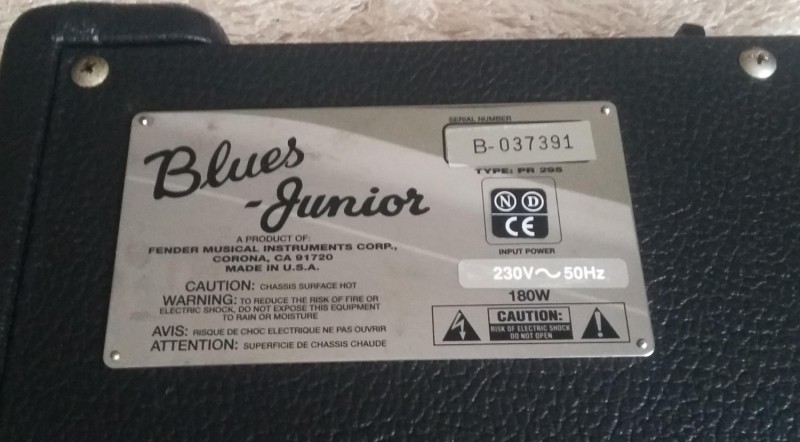 Blues
-Junior
A PRODUCT OF:
FENDER MUSICAL INSTRUMENTS CORP.,
CORONA, CA 91720
MADE IN U.S.A.
CAUTION: CHASSIS SURFACE HOT
WARNING: TO REDUCE THE RISK OF FIRE OR
ELECTRIC SHOCK, DO NOT EXPOSE THIS EQUIPMENT
TO RAIN OR MOISTURE
AVIS: RISQUE DE CHOC ELECTRIQUE NE PAS OUVRIR
ATTENTION: SUPERFICIE DE CHASSIS CHAUDE
SERIAL NUMBER
B-037391
TYPE: PR 295
N D
CE
INPUT POWER
230V~50Hz
180W
CAUTION:
RISK OF ELECTRIC SHOCK
DO NOT OPEN